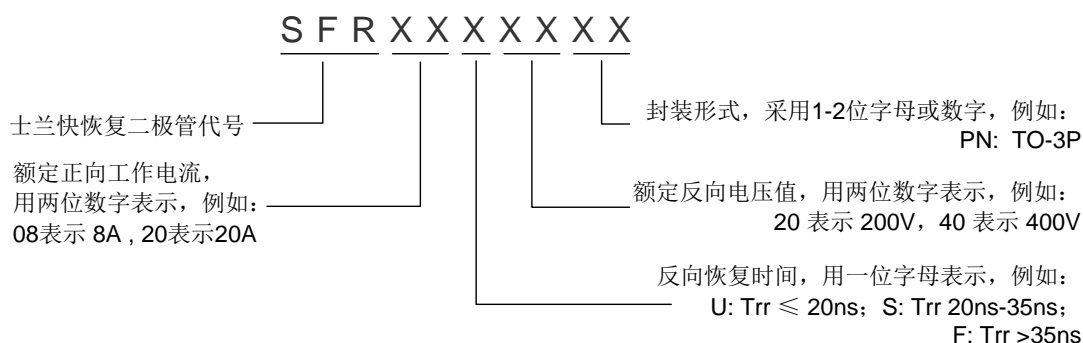 SFRXXXXXXX
士兰快恢复二极管代号
额定正向工作电流，
用两位数字表示，例如：
08表示 8A , 20表示20A
封装形式，采用1-2位字母或数字，例如：
PN: TO-3P
额定反向电压值，用两位数字表示，例如：
20 表示 200V，40 表示 400V
反向恢复时间，用一位字母表示，例如：
U: Trr ≤ 20ns；S: Trr 20ns-35ns；
F: Trr >35ns